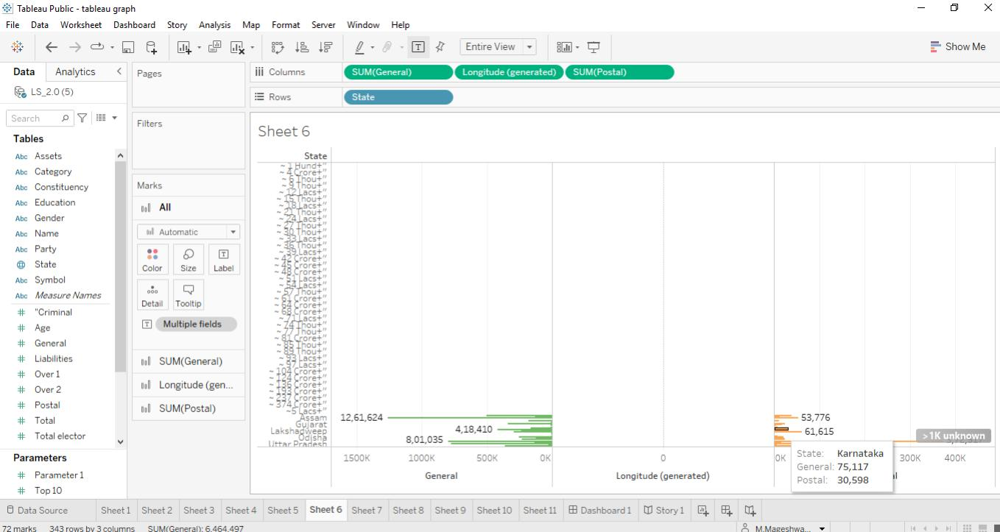 Tableau Public - tableau graph
File Data Worksheet Dashboard Story Analysis Map Format Server Window Help
Entire View
Show Me
Data Analytics
LS_2.0 (5)
Search
Tables
Abc Assets
Abc Category
Abc Constituency
Abc Education
Abc Gender
Abc Name
Abc Party
State
Abc Symbol
Abc Measure Names
# "Criminal
# Age
# General
# Liabilities
# Over 1
# Over 2
# Postal
# Total
# Total elector
Parameters
# Parameter 1
# Top 10
Pages
Filters
Marks
All
Automatic
Color Size Label
Detail Tooltip
Multiple fields
SUM(General)
Longitude (gen...
SUM(Postal)
Columns SUM(General) Longitude (generated) SUM(Postal)
Rows State
Sheet 6
State
~ 1 Hund+"
~ 4 Crore+"
~ 6 Thou+"
~ 9 Thou+"
~ 12 Lacs+"
~ 15 Thou+"
~ 18 Lacs+"
~ 21 Thou+"
~ 24 Lacs+"
~ 27 Thou+"
~ 30 Thou+"
~ 33 Lacs+"
~ 36 Thou+"
~ 39 Lacs+"
~ 42 Crore+"
~ 45 Crore+"
~ 48 Crore+"
~ 51 Lacs+"
~ 54 Lacs+"
~ 57 Thou+"
~ 61 Crore+"
~ 64 Crore+"
~ 68 Crore+"
~ 71 Lacs+"
~ 74 Thou+"
~ 77 Thou+"
~ 81 Crore+"
~ 85 Thou+"
~ 89 Thou+"
~ 93 Lacs+"
~ 97 Lacs+"
~ 104 Crore+"
~ 124 Crore+"
~ 136 Crore+"
~ 193 Crore+"
~ 237 Crore+"
~ 374 Crore+"
~5 Lacs+"
Assam 12,61,624 53,776
Gujarat
Lakshadweep 4,18,410 61,615
Odisha
Uttar Pradesh 8,01,035
>1K unknown
State: Karnataka
General: 75,117
Postal: 30,598
1500K 1000K 500K 0K 0 0K 300K 400K
General Longitude (generated)
Data Source Sheet 1 Sheet 2 Sheet 3 Sheet 4 Sheet 5 Sheet 6 Sheet 7 Sheet 8 Sheet 9 Sheet 10 Sheet 11 Dashboard 1 Story 1
72 marks 343 rows by 3 columns SUM(General): 6,464,497 M.Mageshwa...